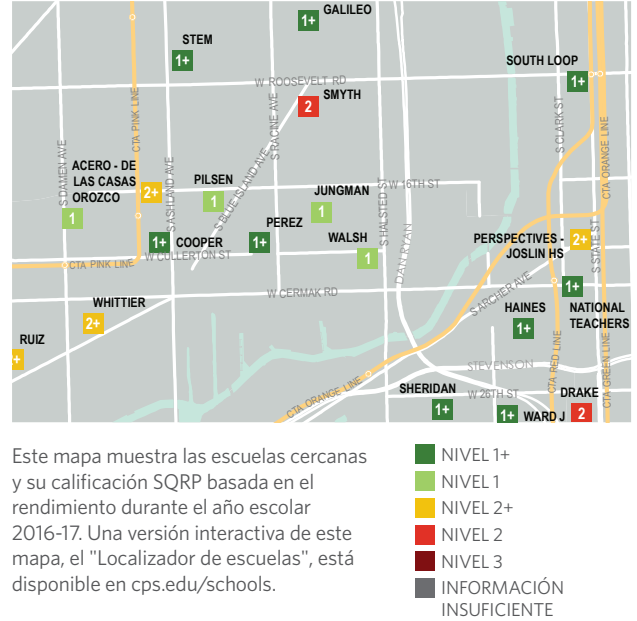 GALILEO
1+
STEM
1+
SOUTH LOOP
1+
W ROOSEVELT RD
SMYTH
2
CTA PINK LINE
S RACINE AVE
S CLARK ST
CTA ORANGE LINE
S DAMEN AVE
ACERO - DE
LAS CASAS
OROZCO
2+
1
S ASHLAND AVE
PILSEN
1
S BLUE ISLAND AVE
JUNGMAN
1
W 16TH ST
S HALSTED ST
PEREZ
1+
COOPER
1+
WALSH
1
W CULLERTON ST
CTA PINK LINE
DAN RYAN
PERSPECTIVES -
JOSLIN HS
2+
S STATE ST
W CERMAK RD
S ARCHER AVE
WHITTIER
2+
HAINES
1+
NATIONAL
TEACHERS
1+
RUIZ
2+
STEVENSON
CTA ORANGE LINE
CTA RED LINE
CTA GREEN LINE
SHERIDAN
1+
W 26TH ST
1+
WARD J
DRAKE
2
Este mapa muestra las escuelas cercanas
y su calificación SQRP basada en el
rendimiento durante el año escolar
2016-17. Una versión interactiva de este
mapa, el "Localizador de escuelas", está
disponible en cps.edu/schools.
NIVEL 1+
NIVEL 1
NIVEL 2+
NIVEL 2
NIVEL 3
INFORMACIÓN
INSUFICIENTE